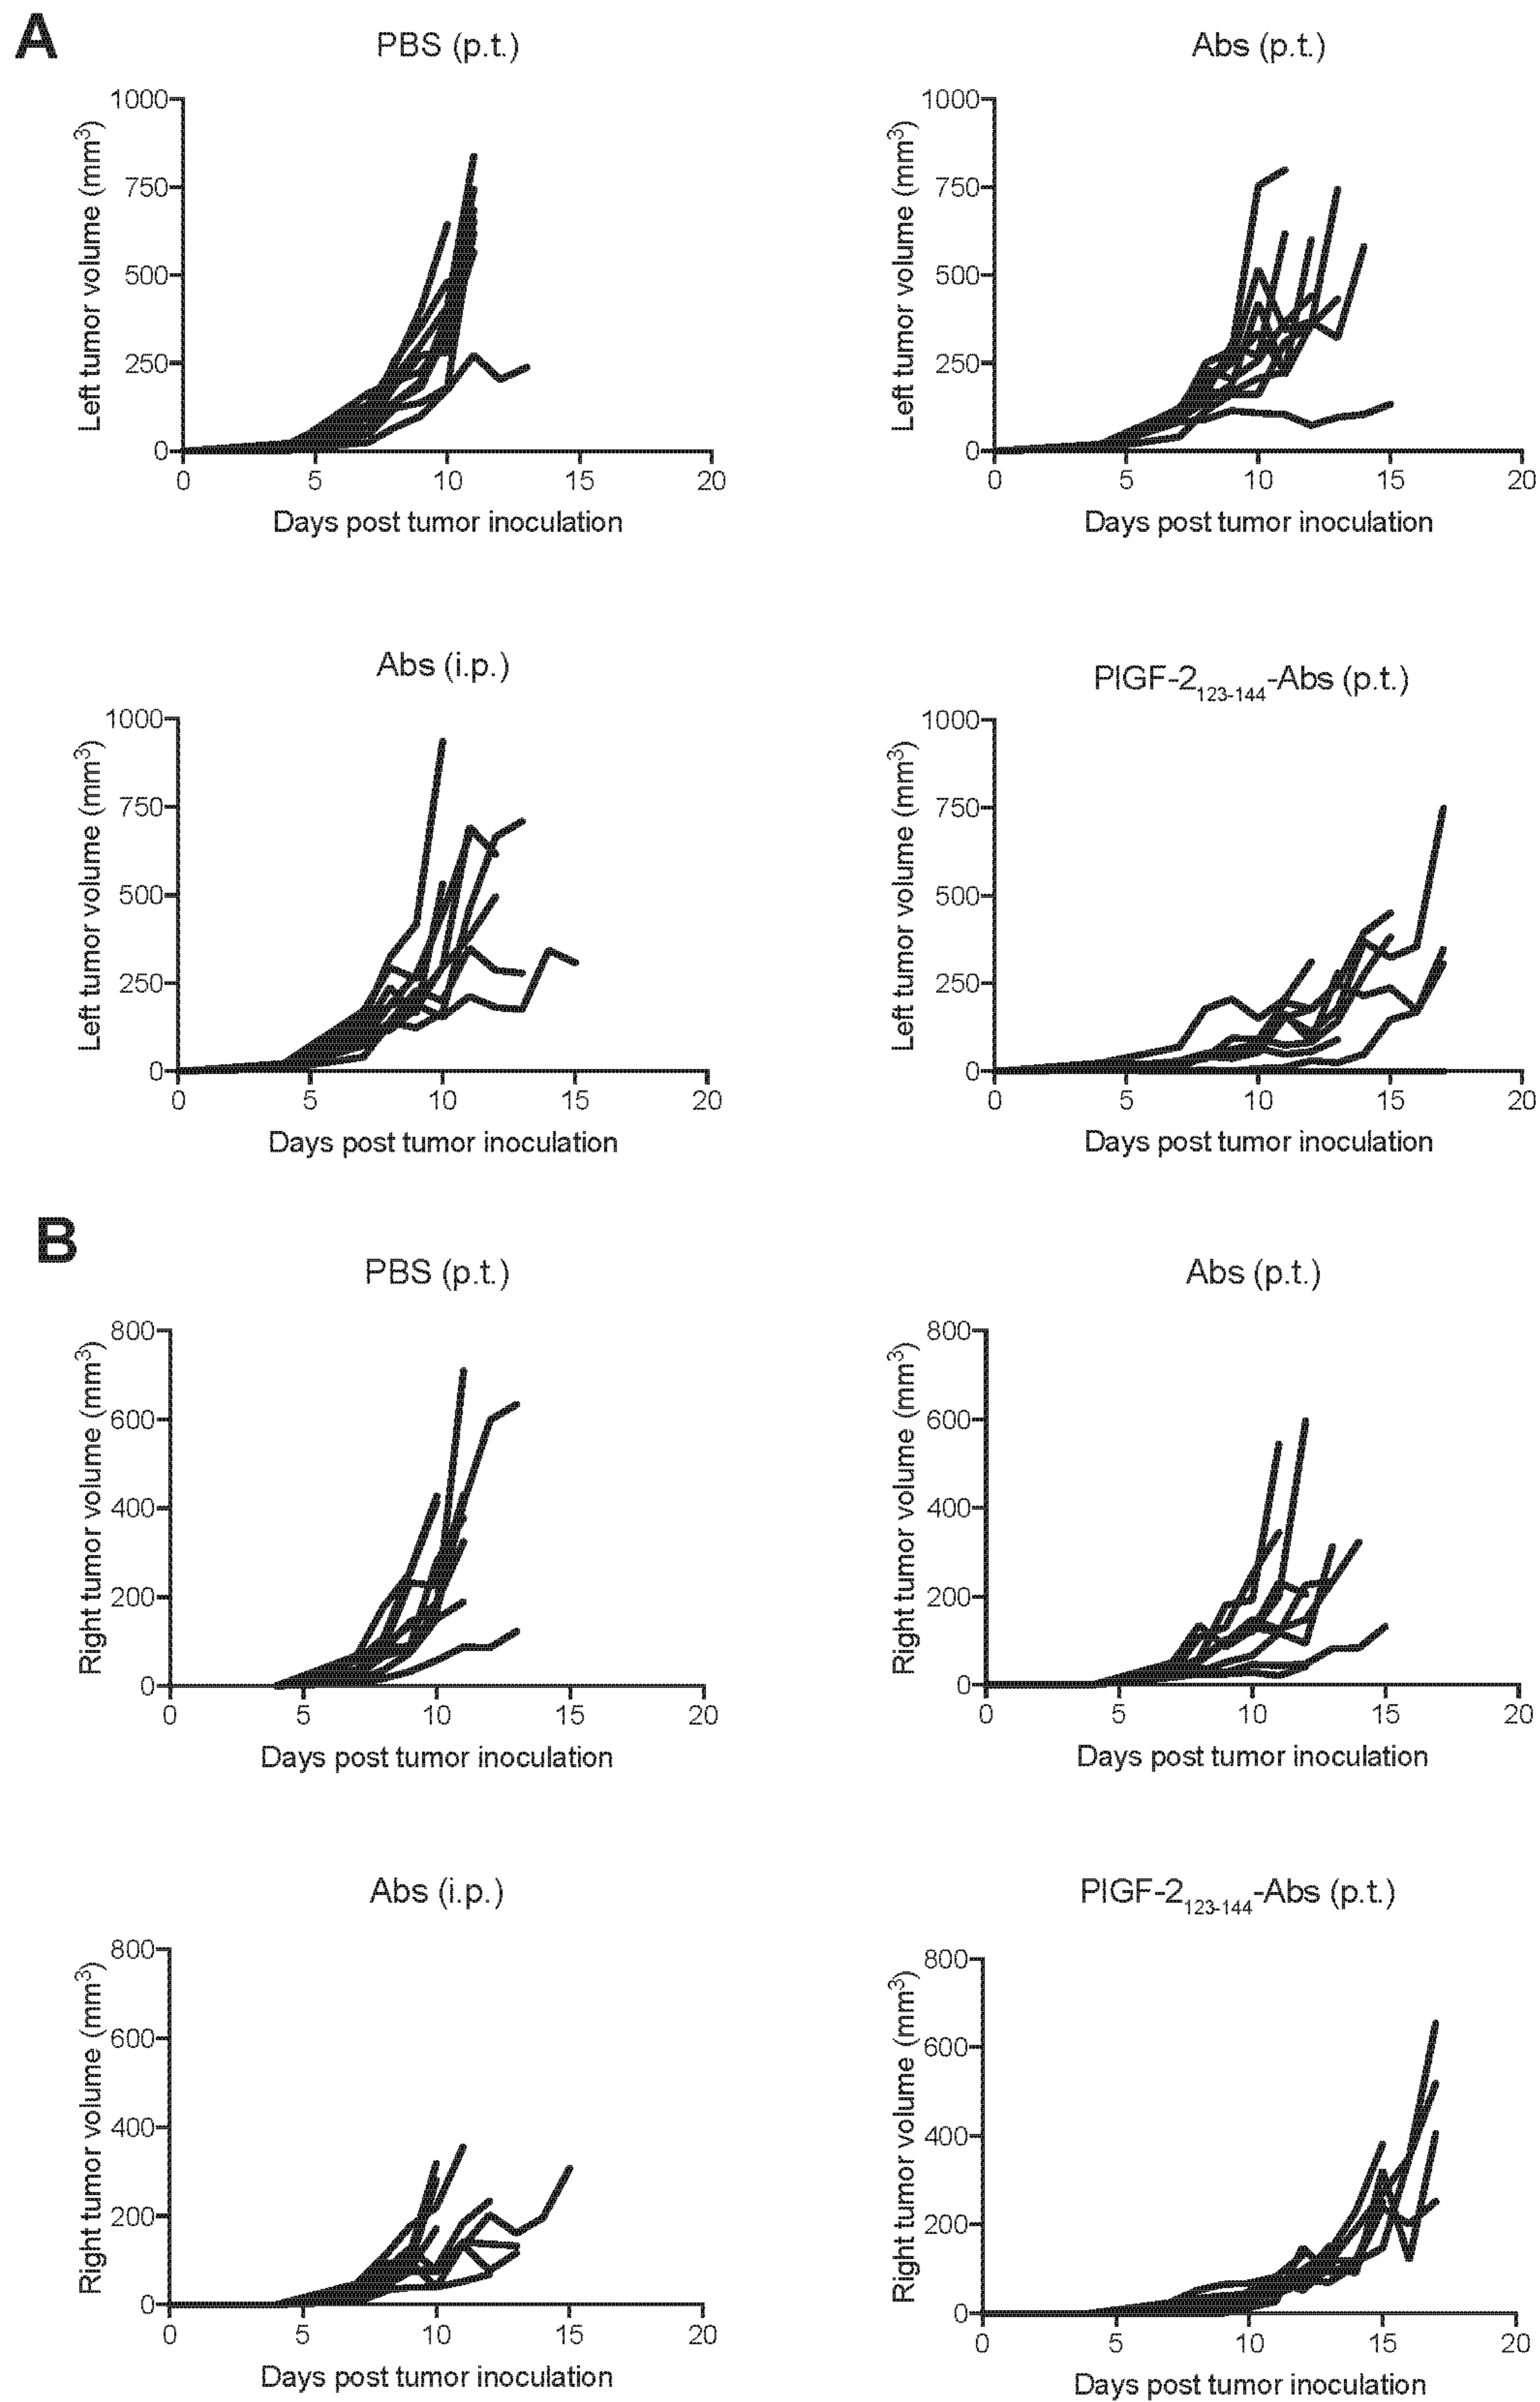 A
PBS (p.t.)
Left tumor volume (mm³)
1000
750
500
250
0
0 5 10 15 20
Days post tumor inoculation
Abs (p.t.)
Left tumor volume (mm³)
1000
750
500
250
0
0 5 10 15 20
Days post tumor inoculation
Abs (i.p.)
Left tumor volume (mm³)
1000
750
500
250
0
0 5 10 15 20
Days post tumor inoculation
PlGF-2₁₂₃₋₁₄₄-Abs (p.t.)
Left tumor volume (mm³)
1000
750
500
250
0
0 5 10 15 20
Days post tumor inoculation
B
PBS (p.t.)
Right tumor volume (mm³)
800
600
400
200
0
0 5 10 15 20
Days post tumor inoculation
Abs (p.t.)
Right tumor volume (mm³)
800
600
400
200
0
0 5 10 15 20
Days post tumor inoculation
Abs (i.p.)
Right tumor volume (mm³)
800
600
400
200
0
0 5 10 15 20
Days post tumor inoculation
PlGF-2₁₂₃₋₁₄₄-Abs (p.t.)
Right tumor volume (mm³)
800
600
400
200
0
0 5 10 15 20
Days post tumor inoculation